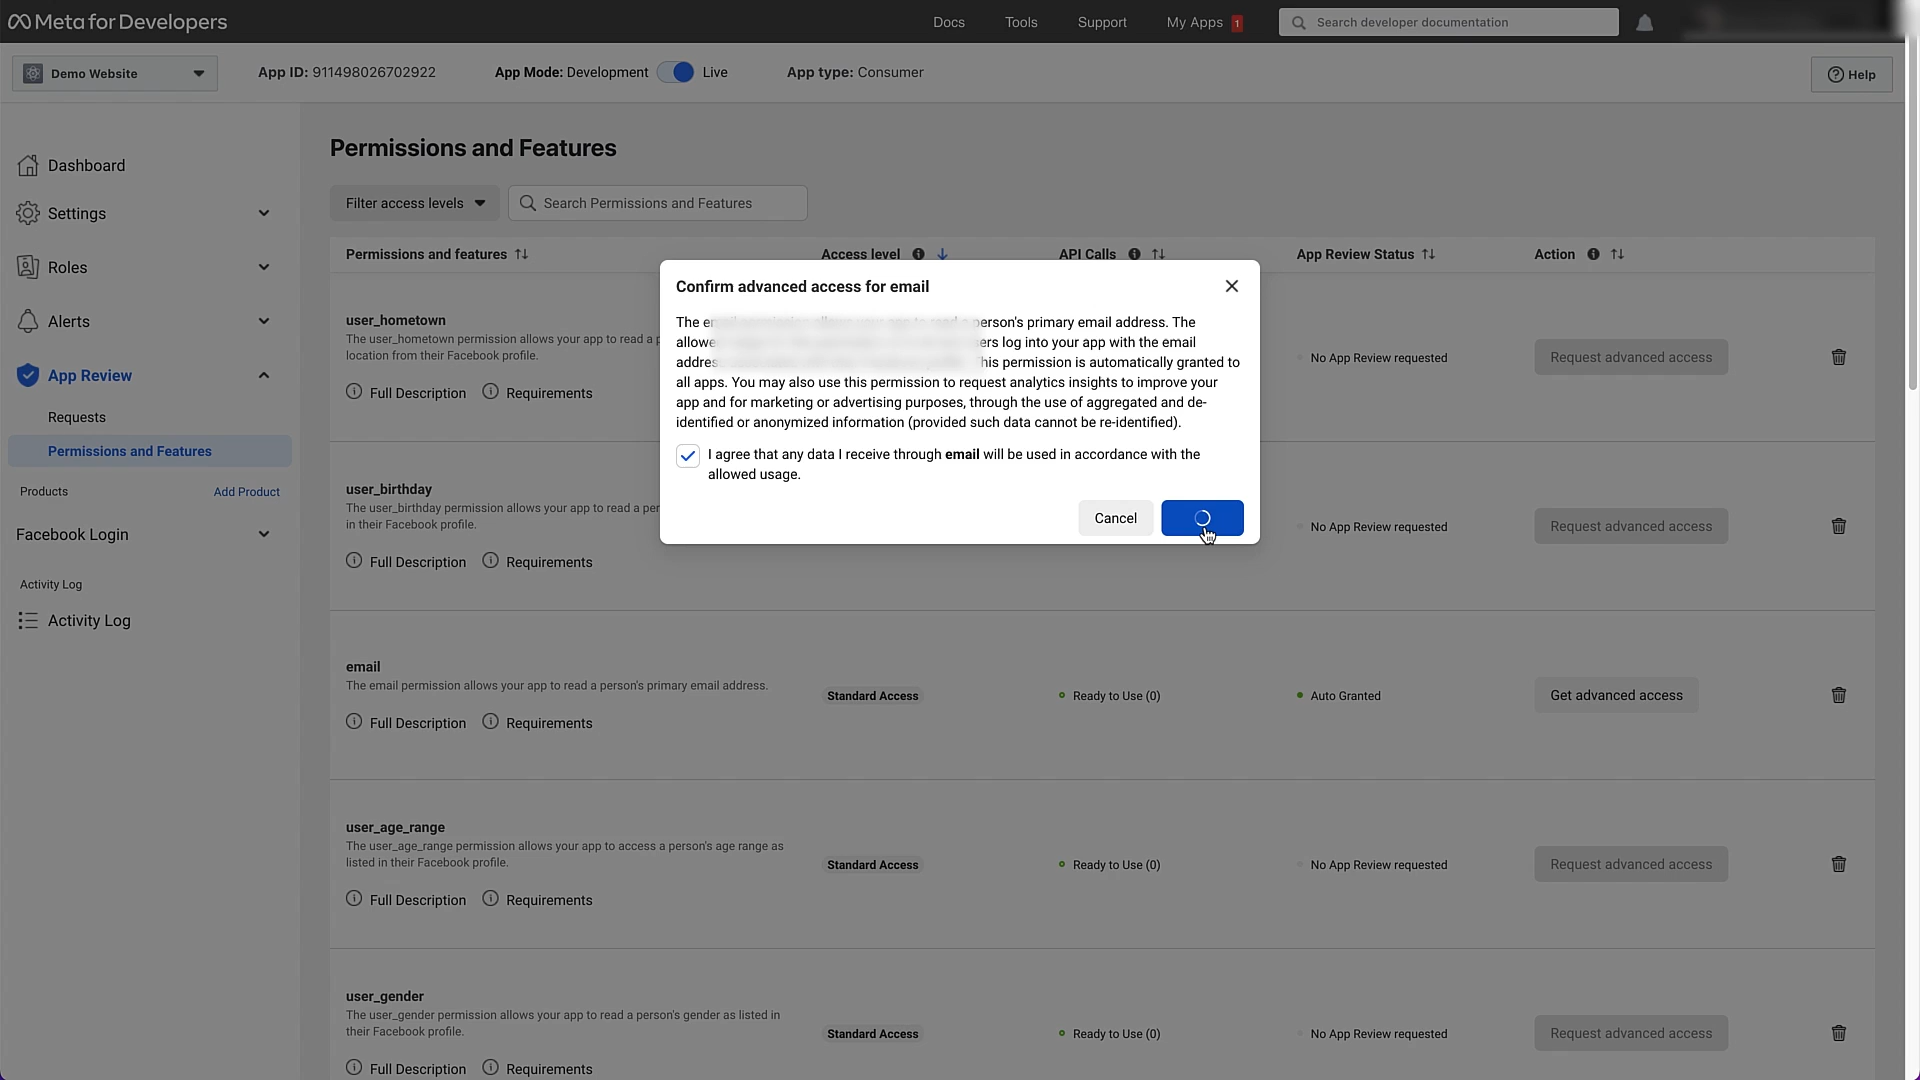 Meta for Developers
Docs
Tools
Support
My Apps 1
Search developer documentation
Demo Website
App ID: 911498026702922
App Mode: Development
Live
App type: Consumer
Help
Dashboard
Settings
Roles
Alerts
App Review
Requests
Permissions and Features
Products
Add Product
Facebook Login
Activity Log
Activity Log
Permissions and Features
Filter access levels
Search Permissions and Features
Permissions and features
Access level
API Calls
App Review Status
Action
user_hometown
The user_hometown permission allows your app to read a
location from their Facebook profile.
Full Description
Requirements
No App Review requested
Request advanced access
user_birthday
The user_birthday permission allows your app to read a
in their Facebook profile.
Full Description
Requirements
No App Review requested
Request advanced access
Confirm advanced access for email
The person's primary email address. The
log into your app with the email
This permission is automatically granted to
all apps. You may also use this permission to request analytics insights to improve your
app and for marketing or advertising purposes, through the use of aggregated and de-
identified or anonymized information (provided such data cannot be re-identified).
I agree that any data I receive through email will be used in accordance with the
allowed usage.
Cancel
email
The email permission allows your app to read a person's primary email address.
Full Description
Requirements
Standard Access
Ready to Use (0)
Auto Granted
Get advanced access
user_age_range
The user_age_range permission allows your app to access a person's age range as
listed in their Facebook profile.
Full Description
Requirements
Standard Access
Ready to Use (0)
No App Review requested
Request advanced access
user_gender
The user_gender permission allows your app to read a person's gender as listed in
their Facebook profile.
Full Description
Requirements
Standard Access
Ready to Use (0)
No App Review requested
Request advanced access